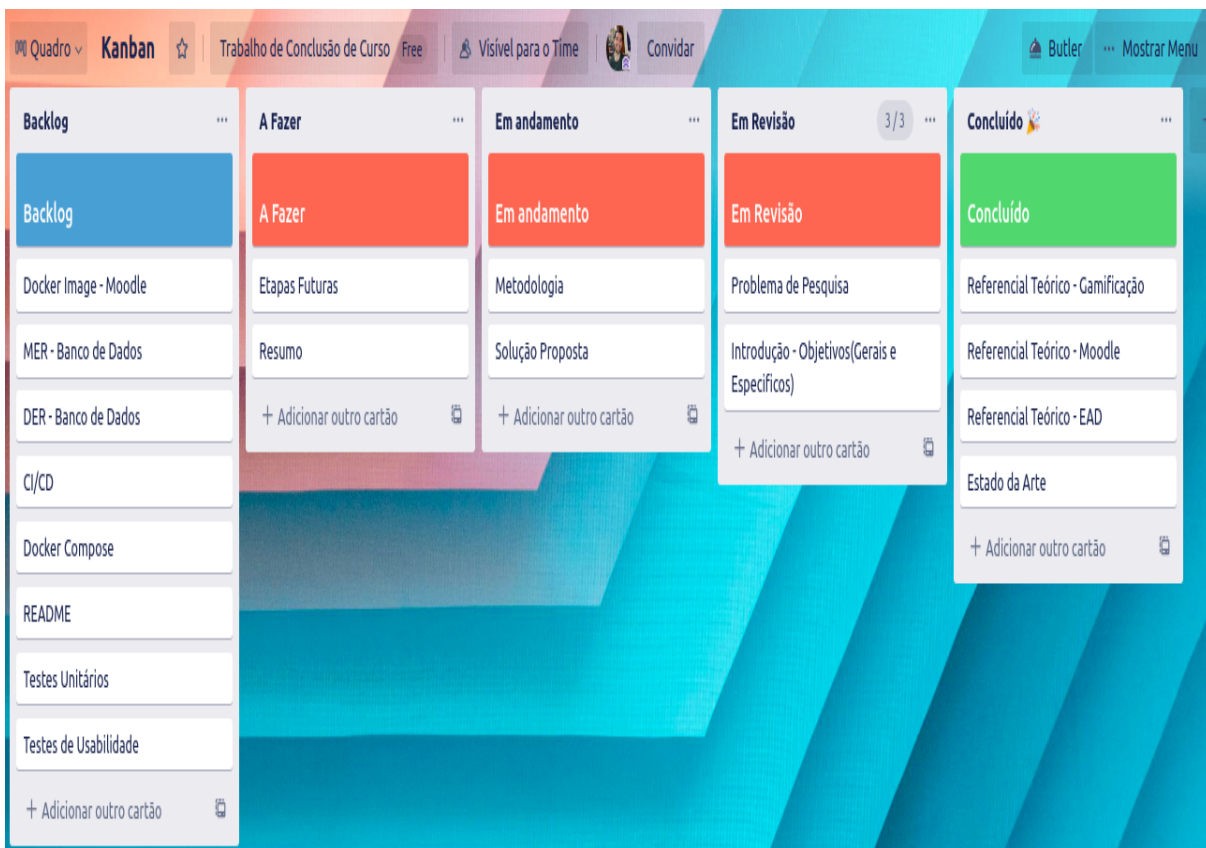 Quadro
Kanban
Trabalho de Conclusão de Curso
Free
Visível para o Time
Convidar
Butler
Mostrar Menu
Backlog
Backlog
Docker Image - Moodle
MER - Banco de Dados
DER - Banco de Dados
CI/CD
Docker Compose
README
Testes Unitários
Testes de Usabilidade
+ Adicionar outro cartão
A Fazer
A Fazer
Etapas Futuras
Resumo
+ Adicionar outro cartão
Em andamento
Em andamento
Metodologia
Solução Proposta
+ Adicionar outro cartão
Em Revisão
3/3
Em Revisão
Problema de Pesquisa
Introdução - Objetivos(Gerais e
Especificos)
+ Adicionar outro cartão
Concluído 🎉
Concluído
Referencial Teórico - Gamificação
Referencial Teórico - Moodle
Referencial Teórico - EAD
Estado da Arte
+ Adicionar outro cartão